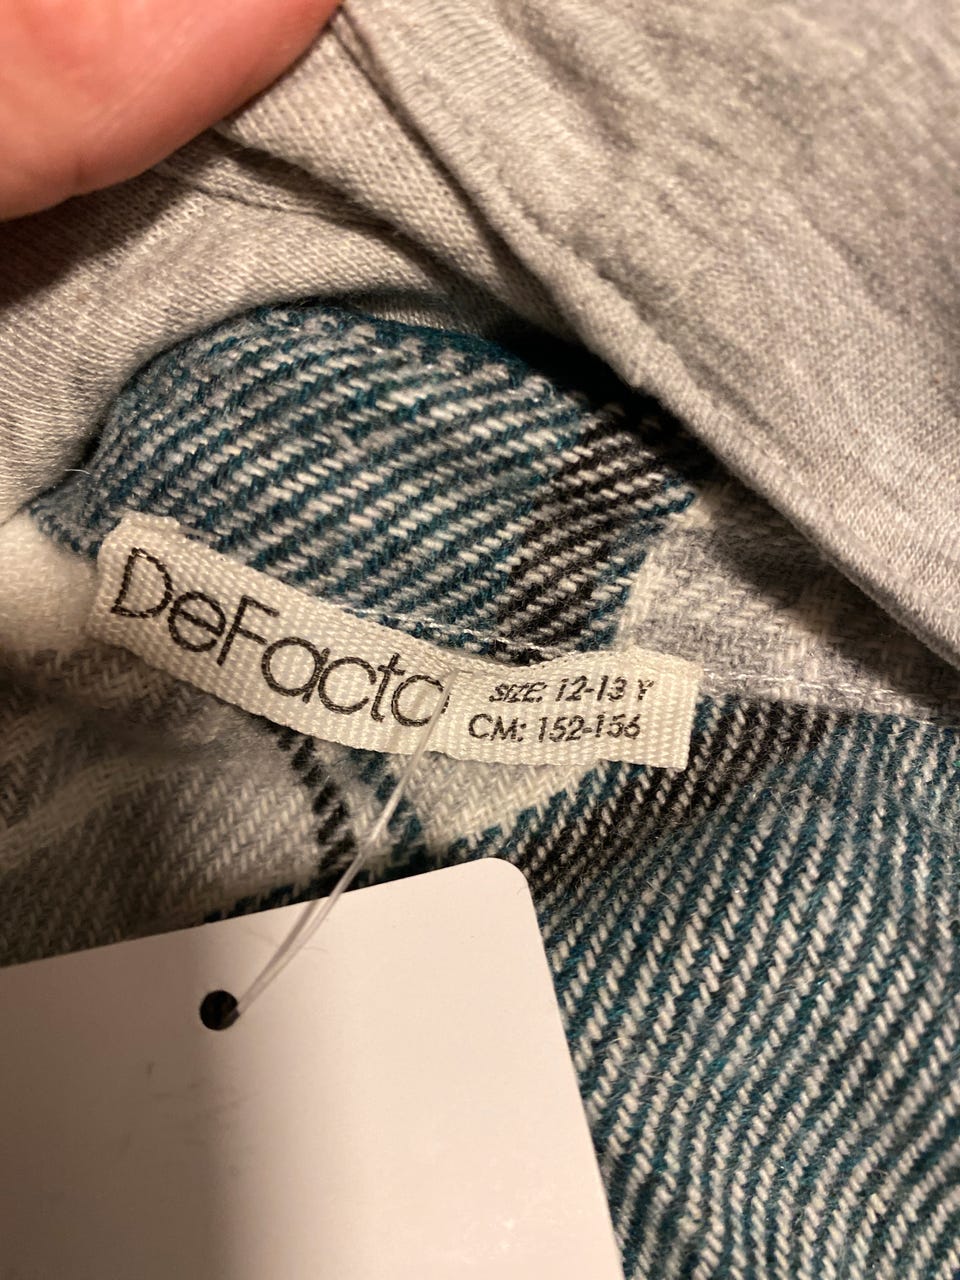 DeFacto
SIZE: 12-13 Y
CM: 152-156